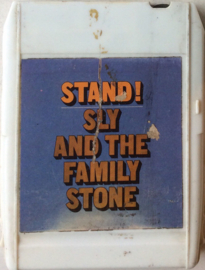 STAND!
SLY
AND THE
FAMILY
STONE